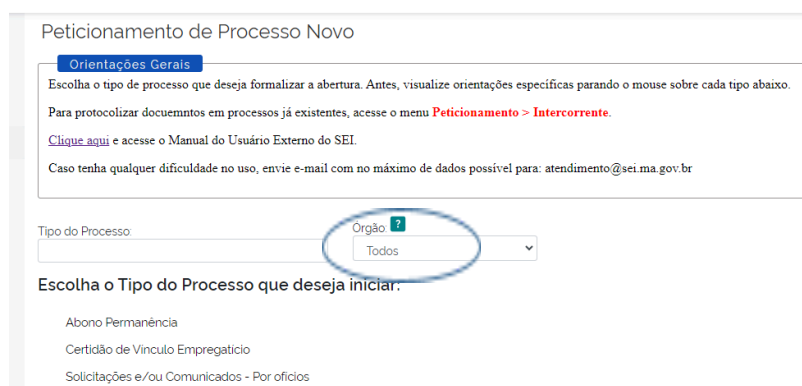 Peticionamento de Processo Novo
Orientações Gerais
Escolha o tipo de processo que deseja formalizar a abertura. Antes, visualize orientações específicas parando o mouse sobre cada tipo abaixo.
Para protocolizar docuemntos em processos já existentes, acesse o menu Peticionamento > Intercorrente.
Clique aqui e acesse o Manual do Usuário Externo do SEI.
Caso tenha qualquer dificuldade no uso, envie e-mail com no máximo de dados possível para: atendimento@sei.ma.gov.br
Tipo do Processo: Orgão: ?
Todos
Escolha o Tipo do Processo que deseja iniciar:
Abono Permanência
Certidão de Vínculo Empregatício
Solicitações e/ou Comunicados - Por ofícios